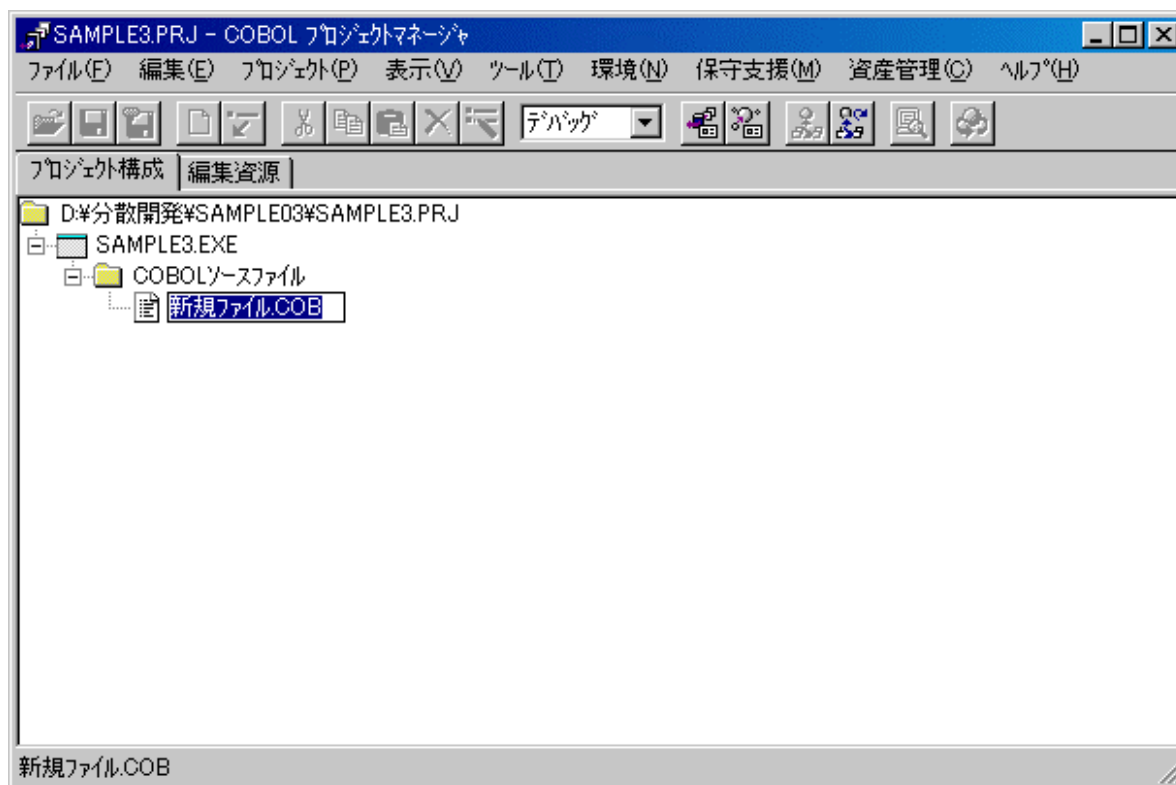 SAMPLE3.PRJ - COBOL ﾌﾟﾛｼﾞｪｸﾄﾏﾈｰｼﾞｬ
ﾌｧｲﾙ(F) 編集(E) ﾌﾟﾛｼﾞｪｸﾄ(P) 表示(V) ﾂｰﾙ(T) 環境(N) 保守支援(M) 資産管理(C) ﾍﾙﾌﾟ(H)
ﾃﾞﾊﾞｯｸﾞ
ﾌﾟﾛｼﾞｪｸﾄ構成 編集資源
D:¥分散開発¥SAMPLE03¥SAMPLE3.PRJ
SAMPLE3.EXE
COBOLｿｰｽﾌｧｲﾙ
新規ﾌｧｲﾙ.COB
新規ﾌｧｲﾙ.COB